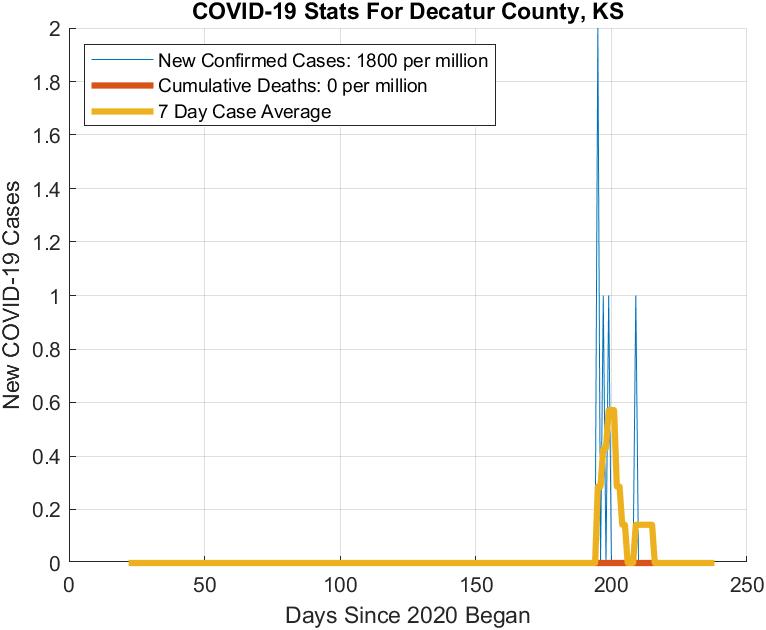 COVID-19 Stats For Decatur County, KS
New Confirmed Cases: 1800 per million
Cumulative Deaths: 0 per million
7 Day Case Average
New COVID-19 Cases
2
1.8
1.6
1.4
1.2
1
0.8
0.6
0.4
0.2
0
0 50 100 150 200 250
Days Since 2020 Began